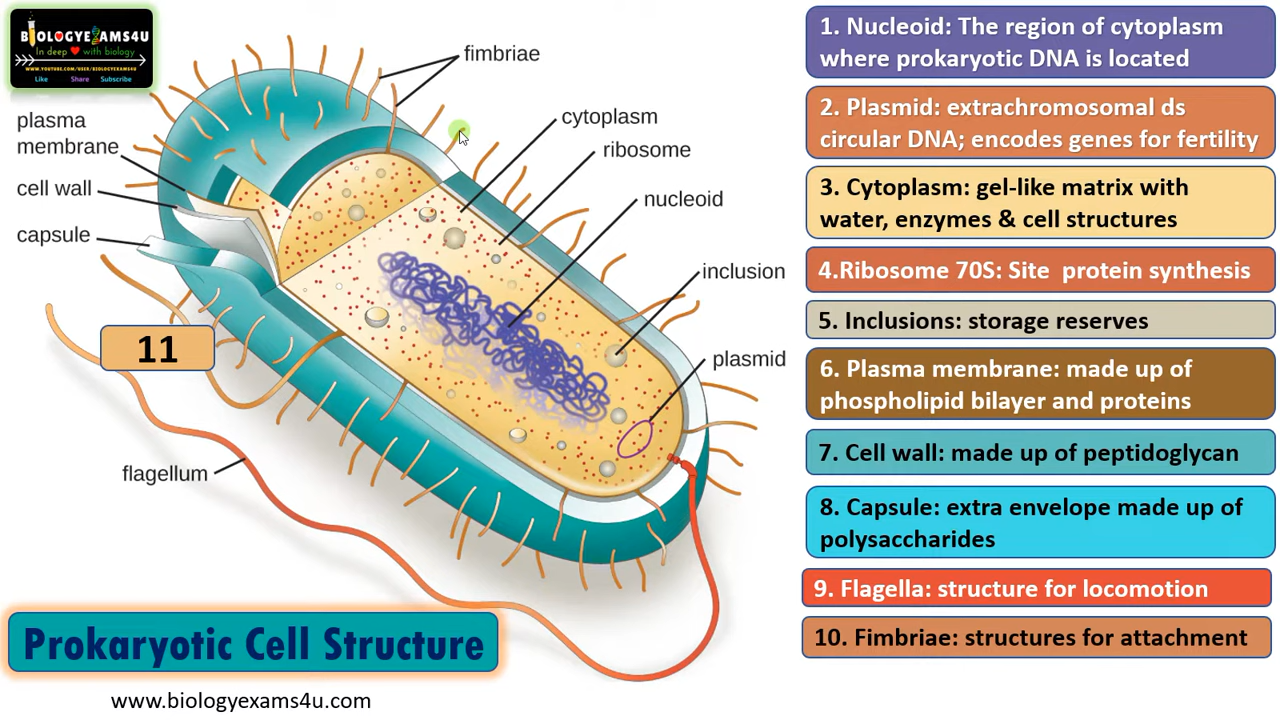 BIOLOGYEXAMS4U
In deep with biology
WWW.YOUTUBE.COM/USER/BIOLOGYEXAMS4U
Like Share Subscribe
fimbriae
plasma
membrane
cell wall
capsule
cytoplasm
ribosome
nucleoid
inclusion
plasmid
11
flagellum
Prokaryotic Cell Structure
www.biologyexams4u.com
1. Nucleoid: The region of cytoplasm
where prokaryotic DNA is located
2. Plasmid: extrachromosomal ds
circular DNA; encodes genes for fertility
3. Cytoplasm: gel-like matrix with
water, enzymes & cell structures
4.Ribosome 70S: Site protein synthesis
5. Inclusions: storage reserves
6. Plasma membrane: made up of
phospholipid bilayer and proteins
7. Cell wall: made up of peptidoglycan
8. Capsule: extra envelope made up of
polysaccharides
9. Flagella: structure for locomotion
10. Fimbriae: structures for attachment